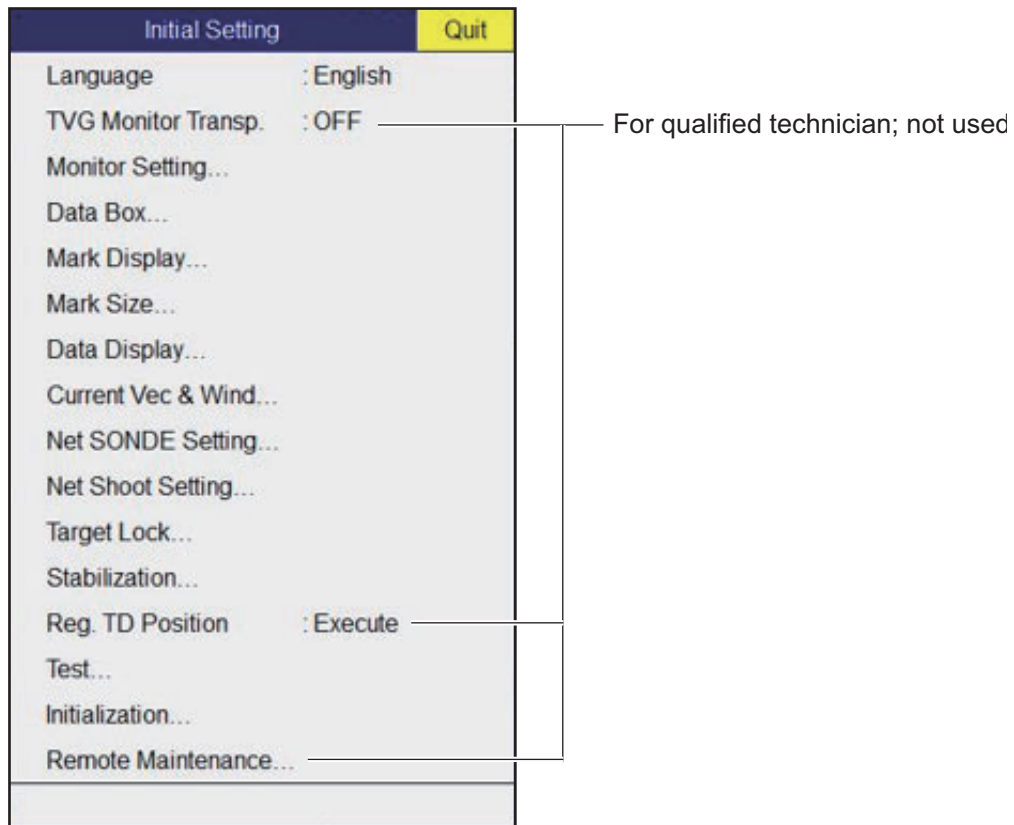 Initial Setting Quit
Language : English
TVG Monitor Transp. : OFF
For qualified technician; not used
Monitor Setting...
Data Box...
Mark Display...
Mark Size...
Data Display...
Current Vec & Wind...
Net SONDE Setting...
Net Shoot Setting...
Target Lock...
Stabilization...
Reg. TD Position : Execute
Test...
Initialization...
Remote Maintenance...